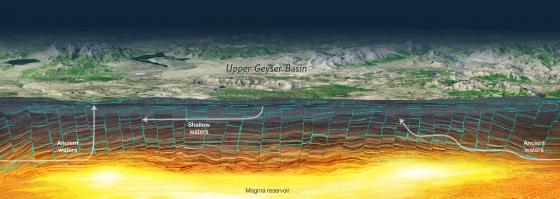 Upper Geyser Basin
Shallow
waters
Ancient
waters
Ancient
waters
Magma reservoir